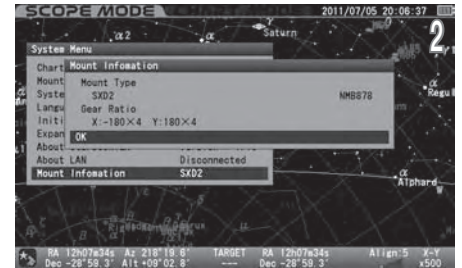 SCOPE MODE
2011/07/05 20:06:37
2
α2
α
Saturn
System Menu
Chart
Mount
Syste
Langu
Initi
Expan
About
About LAN Disconnected
Mount Infomation SXD2
Mount Infomation
Mount Type
SXD2 NMB878
Gear Ratio
X:-180×4 Y:180×4
OK
α
Regul
α
Alphard
RA 12h07m34s Az 218°19.6' TARGET RA 12h07m34s Align:5 X-Y
Dec -28°59.3' Alt +09°02.8' --- Dec -28°59.3' x500